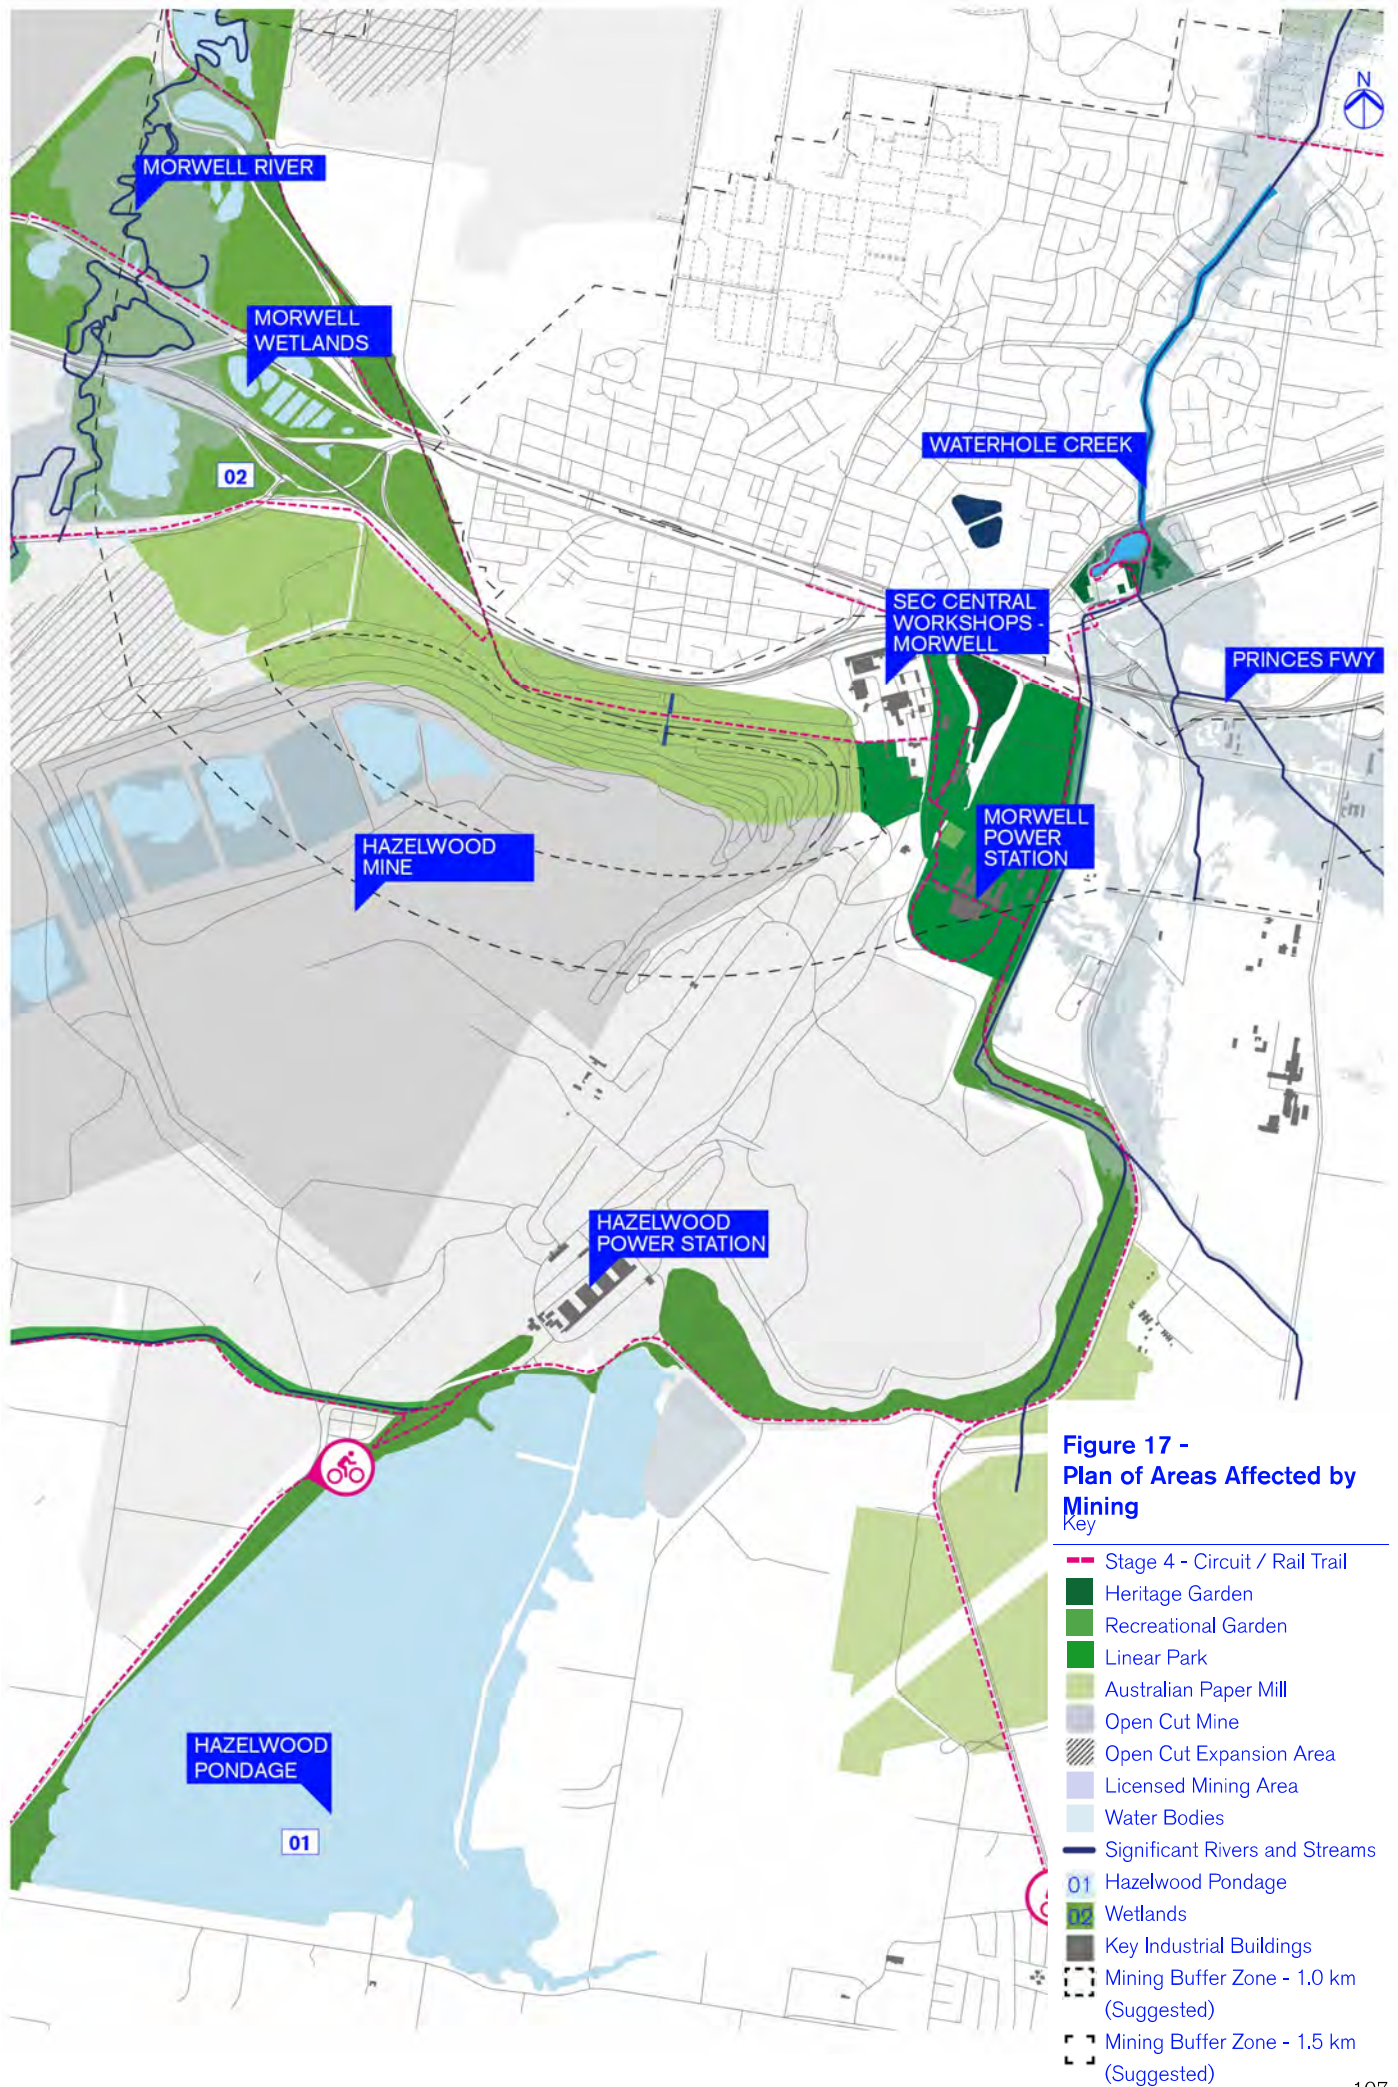 N
MORWELL RIVER
MORWELL
WETLANDS
02
WATERHOLE CREEK
SEC CENTRAL
WORKSHOPS -
MORWELL
PRINCES FWY
MORWELL
POWER
STATION
HAZELWOOD
MINE
HAZELWOOD
POWER STATION
HAZELWOOD
PONDAGE
01
Figure 17 -
Plan of Areas Affected by
Mining
Key
Stage 4 - Circuit / Rail Trail
Heritage Garden
Recreational Garden
Linear Park
Australian Paper Mill
Open Cut Mine
Open Cut Expansion Area
Licensed Mining Area
Water Bodies
Significant Rivers and Streams
01 Hazelwood Pondage
02 Wetlands
Key Industrial Buildings
Mining Buffer Zone - 1.0 km
(Suggested)
Mining Buffer Zone - 1.5 km
(Suggested)